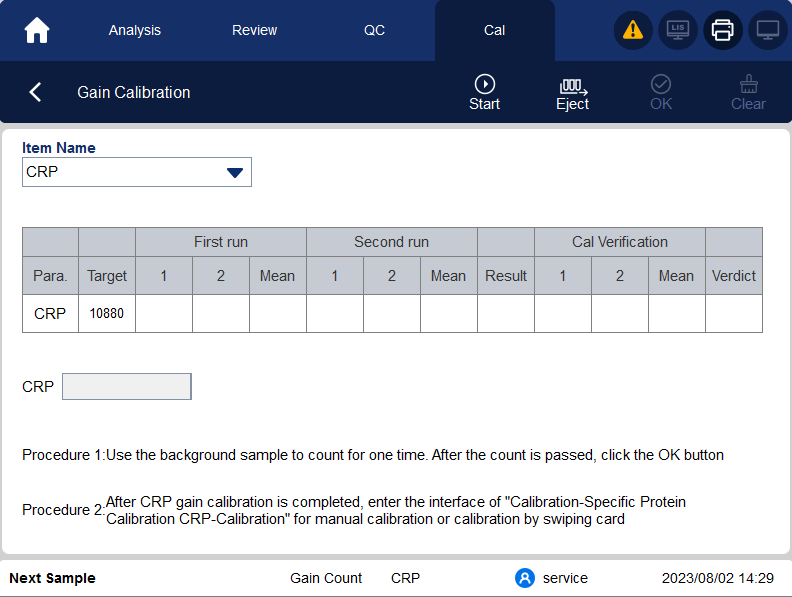 Analysis Review QC Cal LIS
Gain Calibration Start Eject OK Clear
Item Name
CRP
First run Second run Cal Verification
Para. Target 1 2 Mean 1 2 Mean Result 1 2 Mean Verdict
CRP 10880
CRP
Procedure 1:Use the background sample to count for one time. After the count is passed, click the OK button
Procedure 2:After CRP gain calibration is completed, enter the interface of "Calibration-Specific Protein
Calibration CRP-Calibration" for manual calibration or calibration by swiping card
Next Sample Gain Count CRP service 2023/08/02 14:29